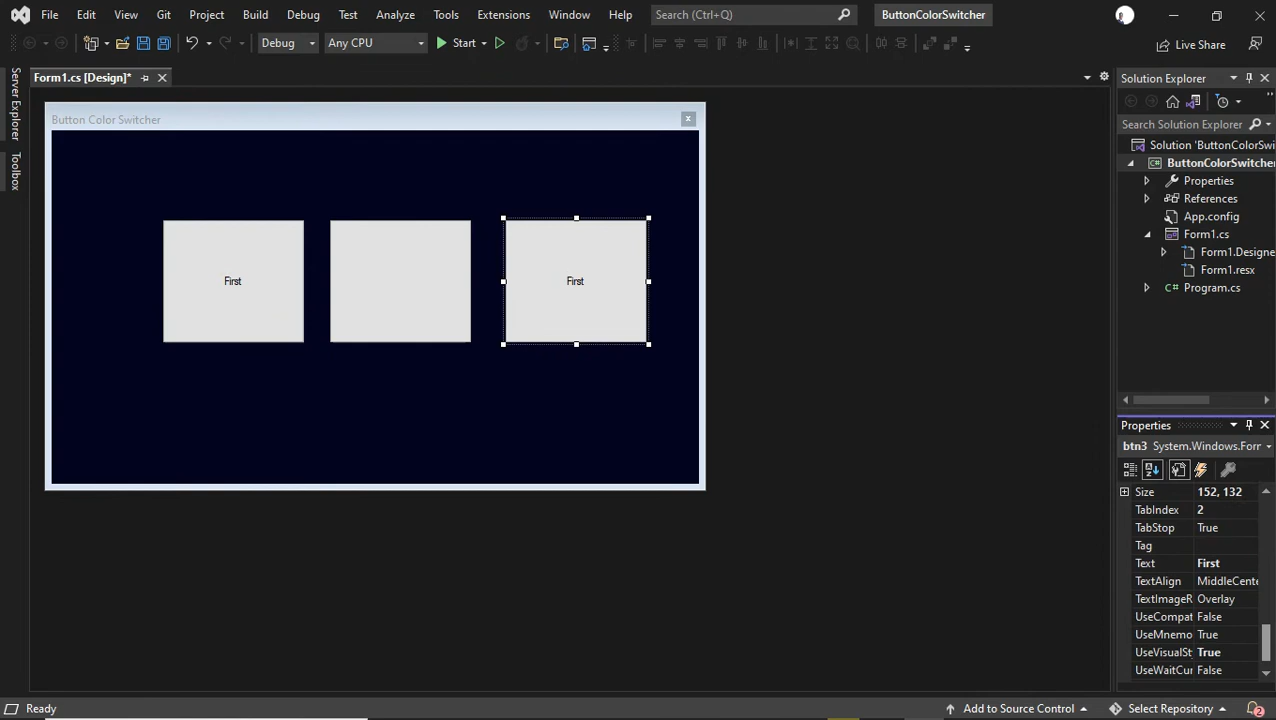 File Edit View Git Project Build Debug Test Analyze Tools Extensions Window Help Search (Ctrl+Q) ButtonColorSwitcher
Debug Any CPU Start Live Share
Form1.cs [Design]*
Server Explorer
Toolbox
Button Color Switcher
First
First
Solution Explorer
Search Solution Explorer
Solution 'ButtonColorSwi
ButtonColorSwitcher
Properties
References
App.config
Form1.cs
Form1.Designe
Form1.resx
Program.cs
Properties
btn3 System.Windows.Forr
Size 152, 132
TabIndex 2
TabStop True
Tag
Text First
TextAlign MiddleCente
TextImageR Overlay
UseCompat False
UseMnemo True
UseVisualSt True
UseWaitCur False
Ready Add to Source Control Select Repository 2